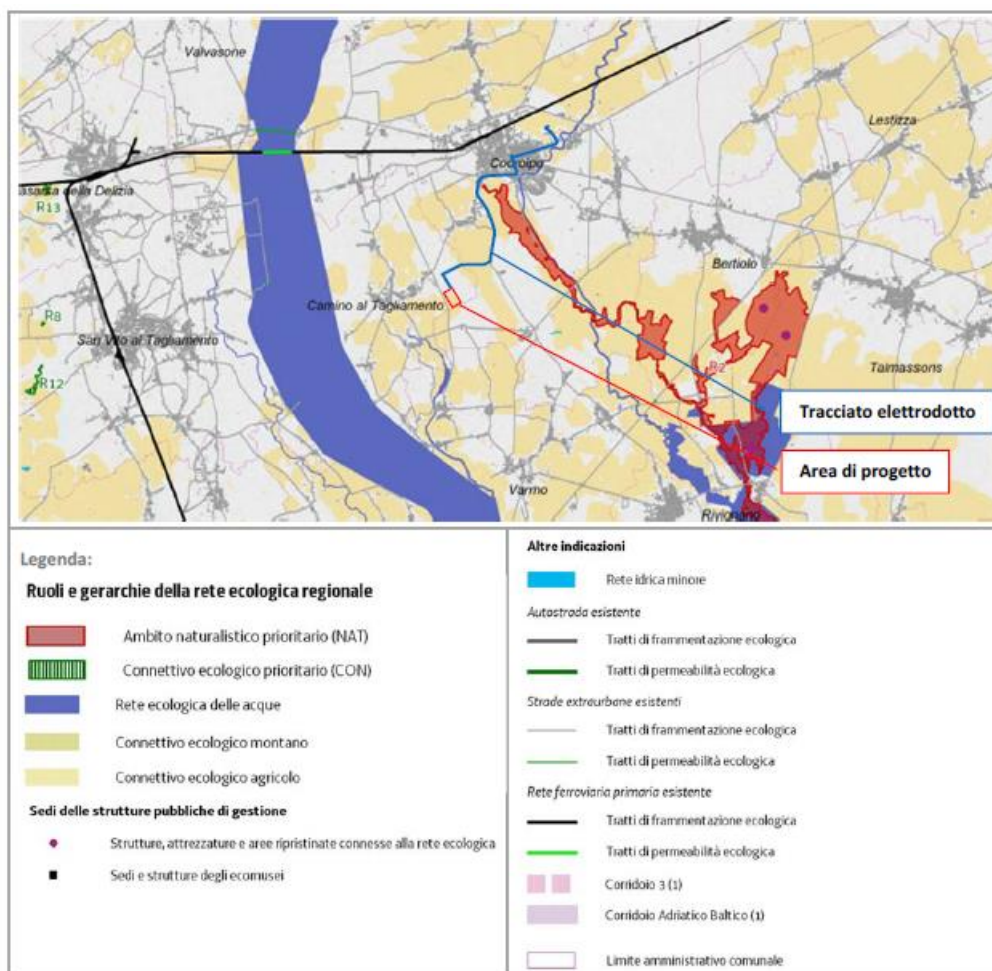 Valvasone
Lestizza
Codroipo
asarsa della Delizia
R13
Bertiolo
Camino al Tagliamento
R8
San Vito al Tagliamento
R2
Talmassons
R12
Tracciato elettrodotto
Area di progetto
Varmo
Rivignano
Legenda:
Ruoli e gerarchie della rete ecologica regionale
Ambito naturalistico prioritario (NAT)
Connettivo ecologico prioritario (CON)
Rete ecologica delle acque
Connettivo ecologico montano
Connettivo ecologico agricolo
Sedi delle strutture pubbliche di gestione
Strutture, attrezzature e aree ripristinate connesse alla rete ecologica
Sedi e strutture degli ecomusei
Altre indicazioni
Rete idrica minore
Autostrada esistente
Tratti di frammentazione ecologica
Tratti di permeabilità ecologica
Strade extraurbane esistenti
Tratti di frammentazione ecologica
Tratti di permeabilità ecologica
Rete ferroviaria primaria esistente
Tratti di frammentazione ecologica
Tratti di permeabilità ecologica
Corridoio 3 (1)
Corridoio Adriatico Baltico (1)
Limite amministrativo comunale